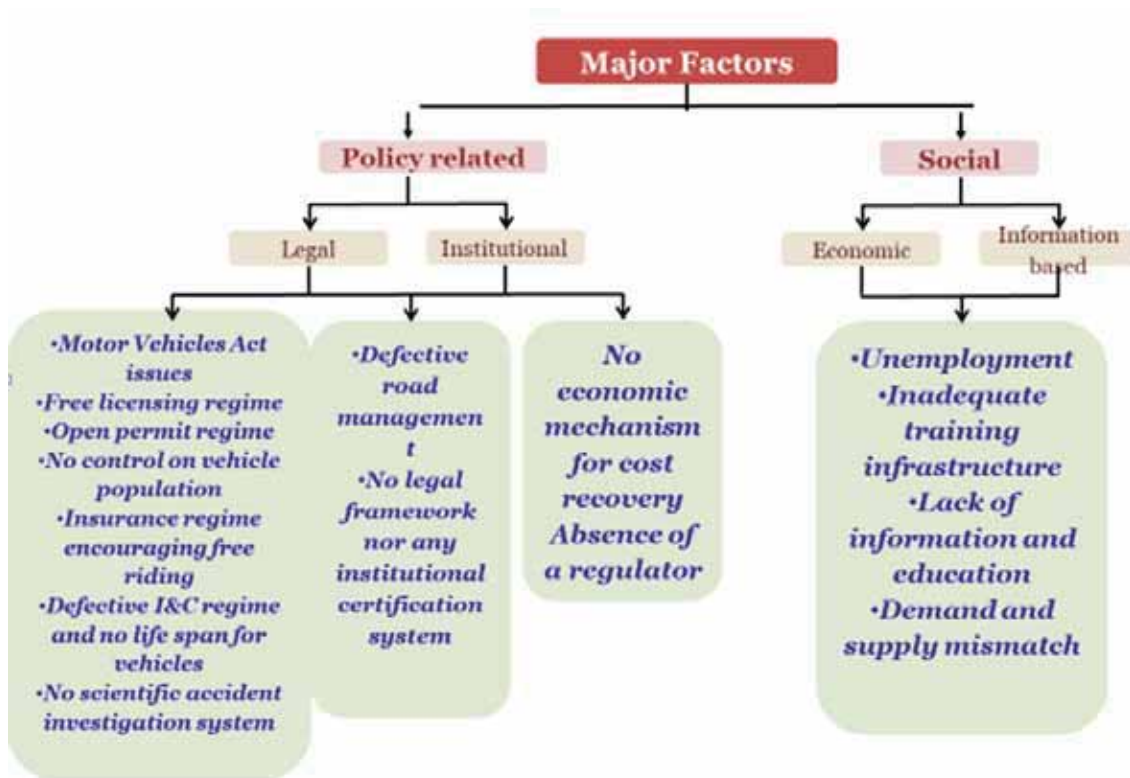 Major Factors
Policy related
Social
Legal
Institutional
Economic
Information
based
•Motor Vehicles Act
issues
•Free licensing regime
•Open permit regime
•No control on vehicle
population
•Insurance regime
encouraging free
riding
•Defective I&C regime
and no life span for
vehicles
•No scientific accident
investigation system
•Defective
road
managemen
t
•No legal
framework
nor any
institutional
certification
system
No
economic
mechanism
for cost
recovery
Absence of
a regulator
•Unemployment
•Inadequate
training
infrastructure
•Lack of
information and
education
•Demand and
supply mismatch